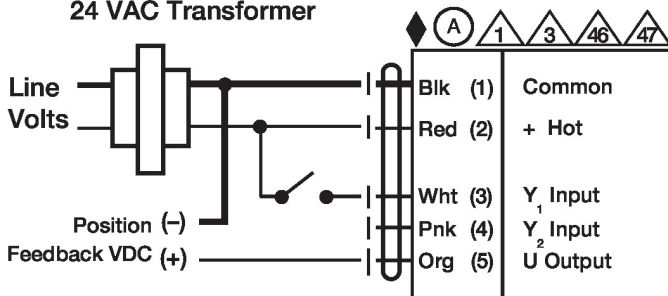 24 VAC Transformer
A 1 3 46 47
Line Volts
Blk (1) Common
Red (2) + Hot
Wht (3) Y1 Input
Pnk (4) Y2 Input
Org (5) U Output
Position (–)
Feedback VDC (+)